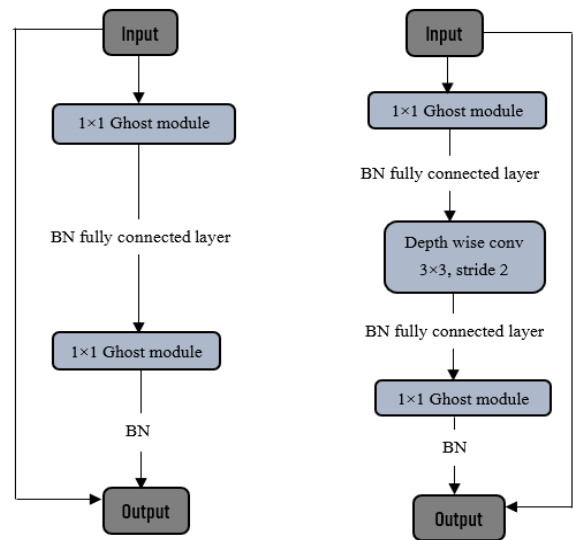 Input
1×1 Ghost module
BN fully connected layer
1×1 Ghost module
BN
Output
Input
1×1 Ghost module
BN fully connected layer
Depth wise conv
3×3, stride 2
BN fully connected layer
1×1 Ghost module
BN
Output